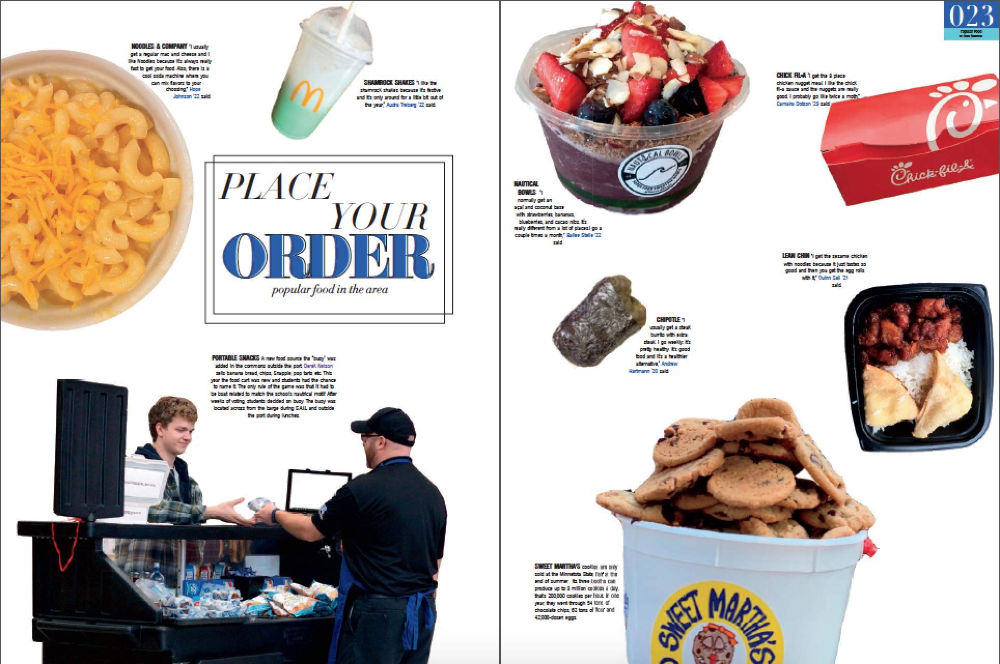 NOODLES & COMPANY "I usually
get a regular mac and cheese and I
like Noodles because it's always really
fast to get your food. Also, there is a
cool soda machine where you
can mix flavors to your
choosing," Hope
Johnson '22 said.
SHAMROCK SHAKES "I like the
shamrock shakes because it's festive
and it's only around for a little bit out of
the year," Audra Treberg '22 said.
PLACE
YOUR
ORDER
popular food in the area
PORTABLE SNACKS A new food source the "buoy" was
added in the commons outside the port. Derek Nelson
sells banana bread, chips, Snapple, pop tarts etc. This
year the food cart was new and students had the chance
to name it. The only rule of the game was that it had to
be boat related to match the school's nautical motif. After
weeks of voting, students decided on buoy. The buoy was
located across from the barge during S.A.I.L and outside
the port during lunches.
023
Popular Food
NAUTICAL BOWLS
NAUTICAL
BOWLS "I
normally get an
açaí and coconut base
with strawberries, bananas,
blueberries, and cacao nibs. It's
really different from a lot of places.I go a
couple times a month," Bailee Stelle '22
said.
CHICK FIL-A "I get the 8 piece
chicken nugget meal. I like the chick
fil-a sauce and the nuggets are really
good. I probably go like twice a moth,"
Dotson '23 said.
Chick-fil-A
LEAN CHIN "I get the sesame chicken
with noodles because it just tastes so
good and then you get the egg rolls
with it," Quinn Sell '21
said.
CHIPOTLE "I
usually get a steak
burrito with extra
steak. I go weekly. It's
pretty healthy. It's good
food and it's a healthier
alternative," Andrew
Hartmann '20 said.
SWEET MARTHA'S cookies are only
sold at the Minnesota State Fair at the
end of summer. Its three booths can
produce up to 3 million cookies a day,
that's 200,000 cookies per hour. In one
year, they went through 54 tons of
chocolate chips, 62 tons of flour and
42,000-dozen eggs.
SWEET MARTHA'S